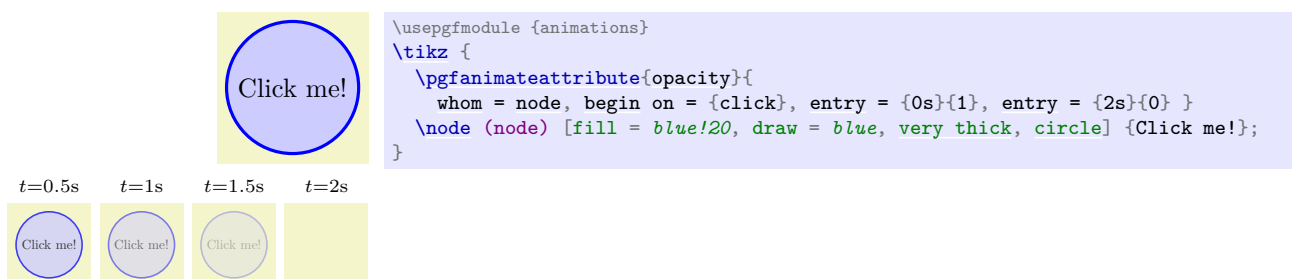 Click me!
\usepgfmodule {animations}
\tikz {
  \pgfanimateattribute{opacity}{
    whom = node, begin on = {click}, entry = {0s}{1}, entry = {2s}{0} }
  \node (node) [fill = blue!20, draw = blue, very thick, circle] {Click me!};
}
t=0.5s t=1s t=1.5s t=2s
Click me! Click me! Click me!